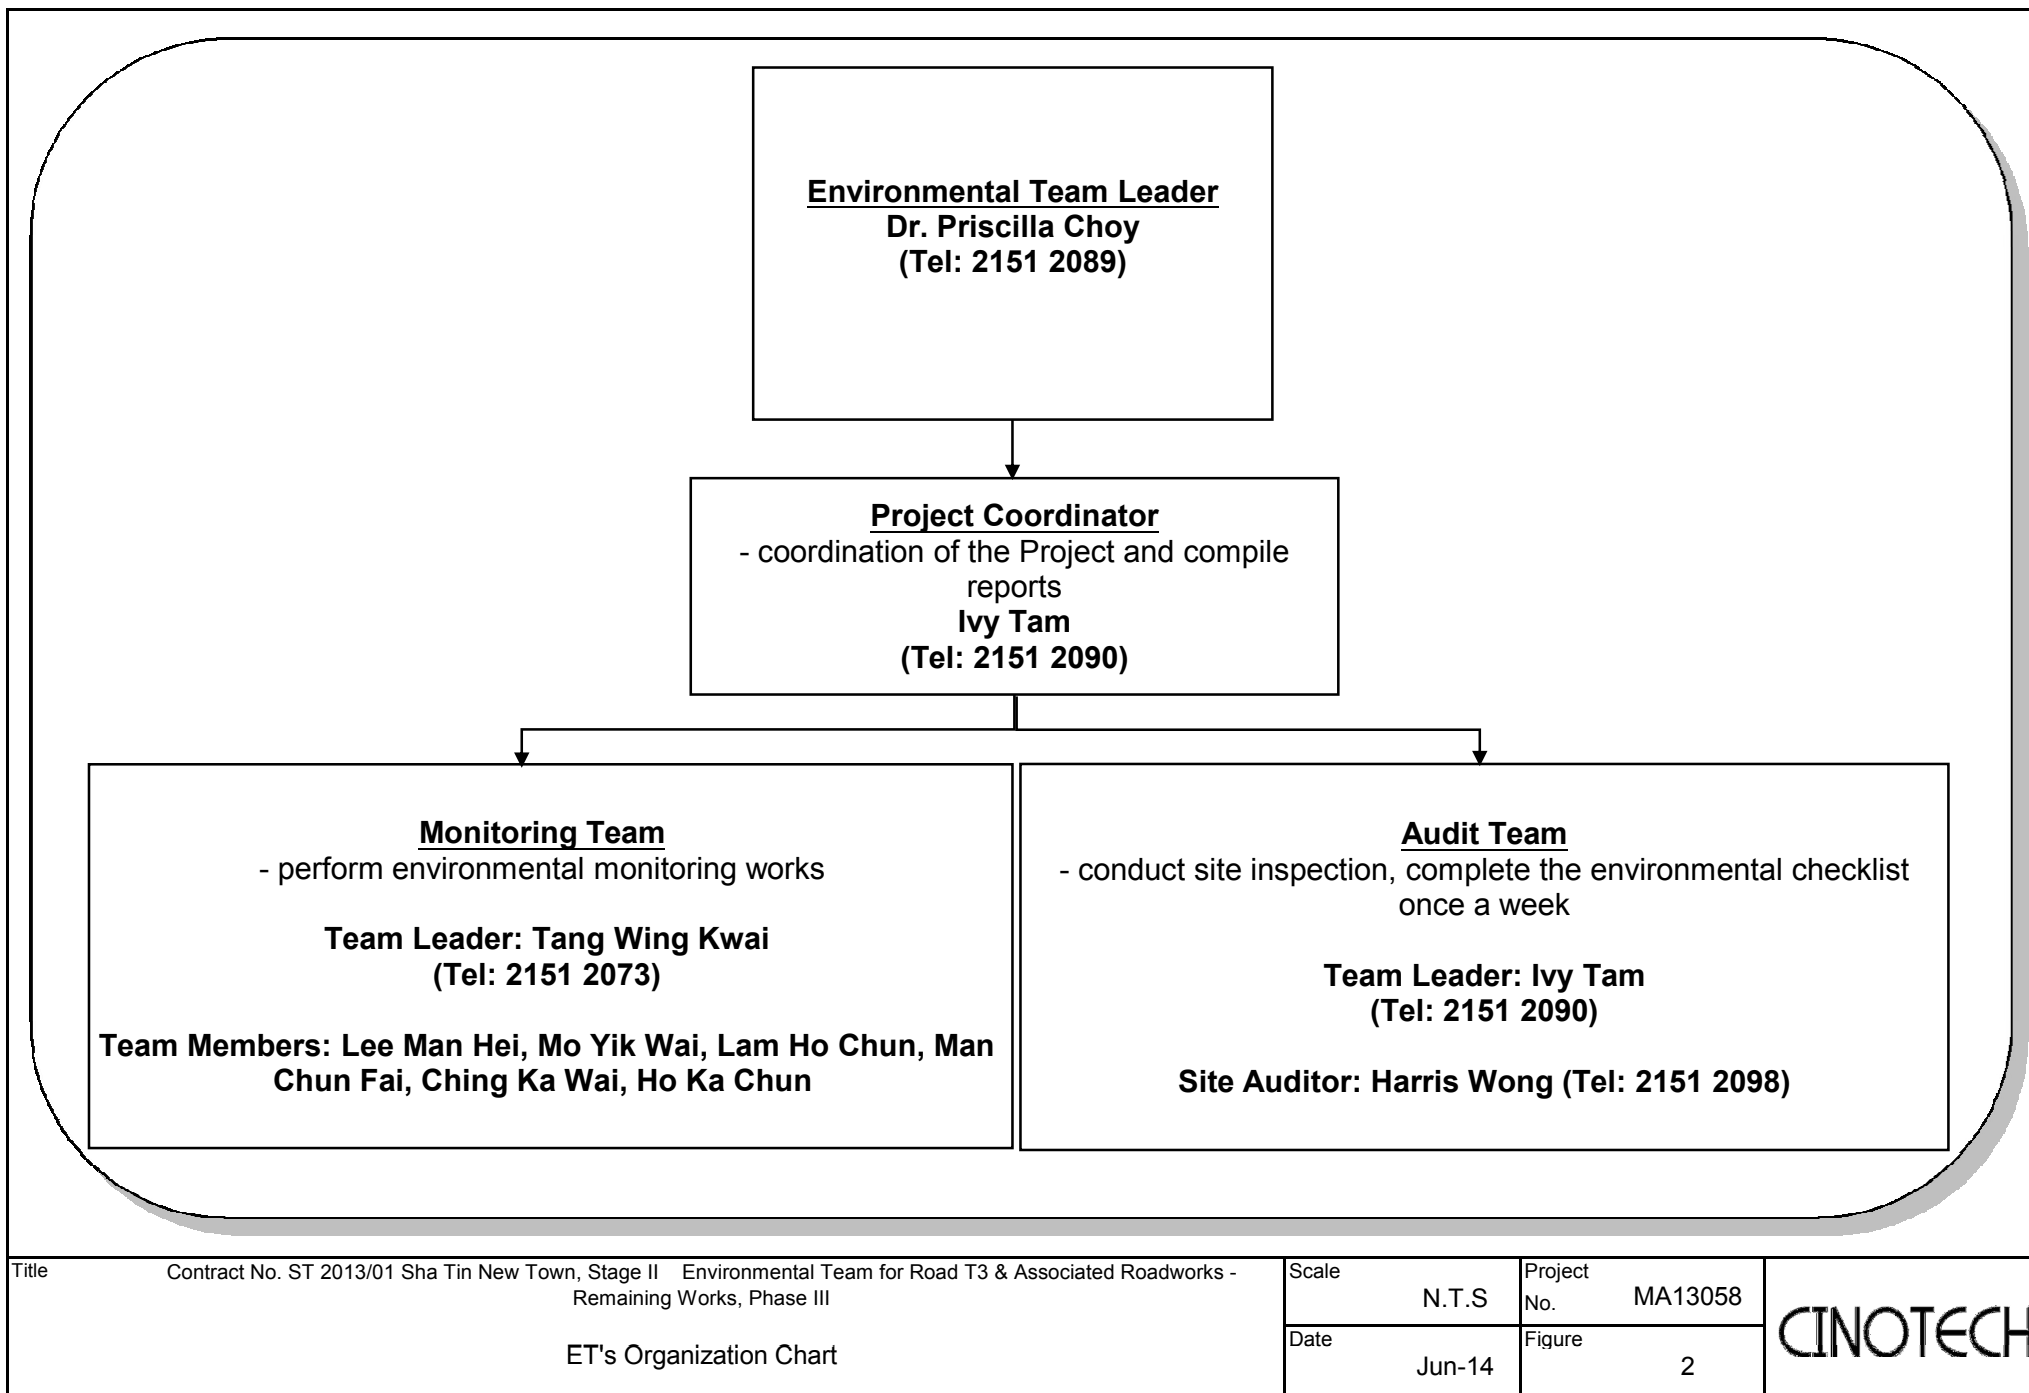 Environmental Team Leader
Dr. Priscilla Choy
(Tel: 2151 2089)
Project Coordinator
- coordination of the Project and compile
reports
Ivy Tam
(Tel: 2151 2090)
Monitoring Team
- perform environmental monitoring works
Team Leader: Tang Wing Kwai
(Tel: 2151 2073)
Team Members: Lee Man Hei, Mo Yik Wai, Lam Ho Chun, Man
Chun Fai, Ching Ka Wai, Ho Ka Chun
Audit Team
- conduct site inspection, complete the environmental checklist
once a week
Team Leader: Ivy Tam
(Tel: 2151 2090)
Site Auditor: Harris Wong (Tel: 2151 2098)
Title
Contract No. ST 2013/01 Sha Tin New Town, Stage II Environmental Team for Road T3 & Associated Roadworks -
Remaining Works, Phase III
ET's Organization Chart
Scale
N.T.S
Project
No. MA13058
Date
Jun-14
Figure
2
CINOTECH